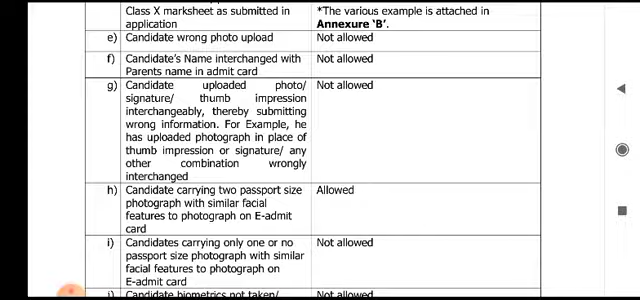 Class X marksheet as submitted in
application
*The various example is attached in
Annexure 'B'.
e) Candidate wrong photo upload
Not allowed
f) Candidate's Name interchanged with
Parents name in admit card
Not allowed
g) Candidate uploaded photo/
signature/ thumb impression
interchangeably, thereby submitting
wrong information. For Example, he
has uploaded photograph in place of
thumb impression or signature/ any
other combination wrongly
interchanged
Not allowed
h) Candidate carrying two passport size
photograph with similar facial
features to photograph on E-admit
card
Allowed
i) Candidates carrying only one or no
passport size photograph with similar
facial features to photograph on
E-admit card
Not allowed
j) Candidate biometrics not taken/
Not allowed